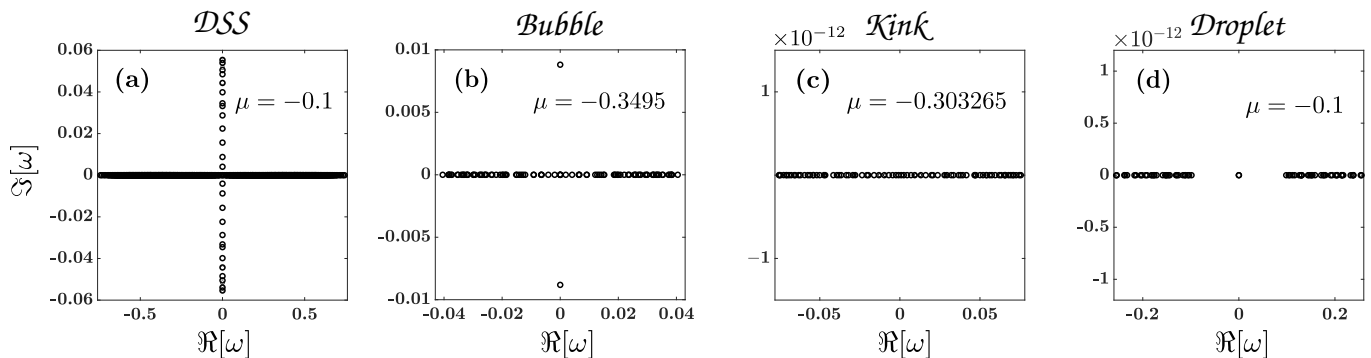 DSS
0.06
0.04
0.02
0
-0.02
-0.04
-0.06
ℑ[ω]
(a)
μ = −0.1
-0.5 0 0.5
ℜ[ω]
Bubble
0.01
0.005
0
-0.005
-0.01
(b)
μ = −0.3495
-0.04 -0.02 0 0.02 0.04
ℜ[ω]
Kink
×10⁻¹²
1
0
-1
(c)
μ = −0.303265
-0.05 0 0.05
ℜ[ω]
Droplet
×10⁻¹²
1
0.5
0
-0.5
-1
(d)
μ = −0.1
-0.2 0 0.2
ℜ[ω]